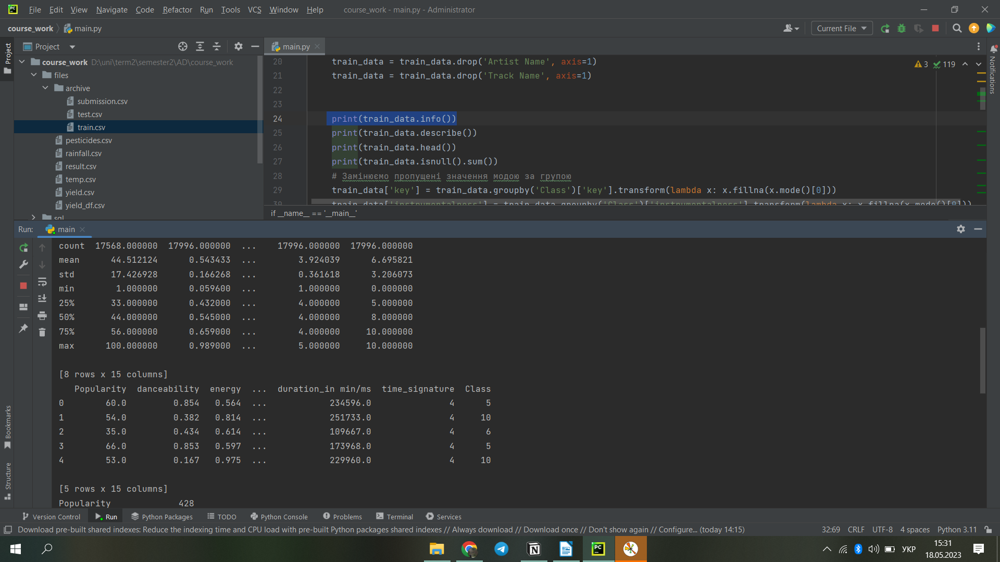 PC File Edit View Navigate Code Refactor Run Tools VCS Window Help course_work - main.py - Administrator
course_work main.py Current File
Project main.py
Project
Notifications
course_work D:\uni\term2\semester2\AD\course_work
files
archive
submission.csv
test.csv
train.csv
pesticides.csv
rainfall.csv
result.csv
temp.csv
yield.csv
yield_df.csv
sql
3 119
20 train_data = train_data.drop('Artist Name', axis=1)
21 train_data = train_data.drop('Track Name', axis=1)
22
23
24 print(train_data.info())
25 print(train_data.describe())
26 print(train_data.head())
27 print(train_data.isnull().sum())
28 # Замінюємо пропущені значення модою за групою
29 train_data['key'] = train_data.groupby('Class')['key'].transform(lambda x: x.fillna(x.mode()[0]))
30 train_data['instrumentalness'] = train_data.groupby('Class')['instrumentalness'].transform(lambda x: x.fillna(x.mode()[0]))
if __name__ == '__main__'
Run: main
count 17568.000000 17996.000000 ... 17996.000000 17996.000000
mean 44.512124 0.543433 ... 3.924039 6.695821
std 17.426928 0.166268 ... 0.361618 3.206073
min 1.000000 0.059600 ... 1.000000 0.000000
25% 33.000000 0.432000 ... 4.000000 5.000000
50% 44.000000 0.545000 ... 4.000000 8.000000
75% 56.000000 0.659000 ... 4.000000 10.000000
max 100.000000 0.989000 ... 5.000000 10.000000
[8 rows x 15 columns]
Popularity danceability energy ... duration_in min/ms time_signature Class
0 60.0 0.854 0.564 ... 234596.0 4 5
1 54.0 0.382 0.814 ... 251733.0 4 10
2 35.0 0.434 0.614 ... 109667.0 4 6
3 66.0 0.853 0.597 ... 173968.0 4 5
4 53.0 0.167 0.975 ... 229960.0 4 10
[5 rows x 15 columns]
Popularity 428
Bookmarks
Structure
Version Control Run Python Packages TODO Python Console Problems Terminal Services
Download pre-built shared indexes: Reduce the indexing time and CPU load with pre-built Python packages shared indexes // Always download // Download once // Don't show again // Configure... (today 14:15) 32:69 CRLF UTF-8 4 spaces Python 3.11
PC УКР 15:31
18.05.2023